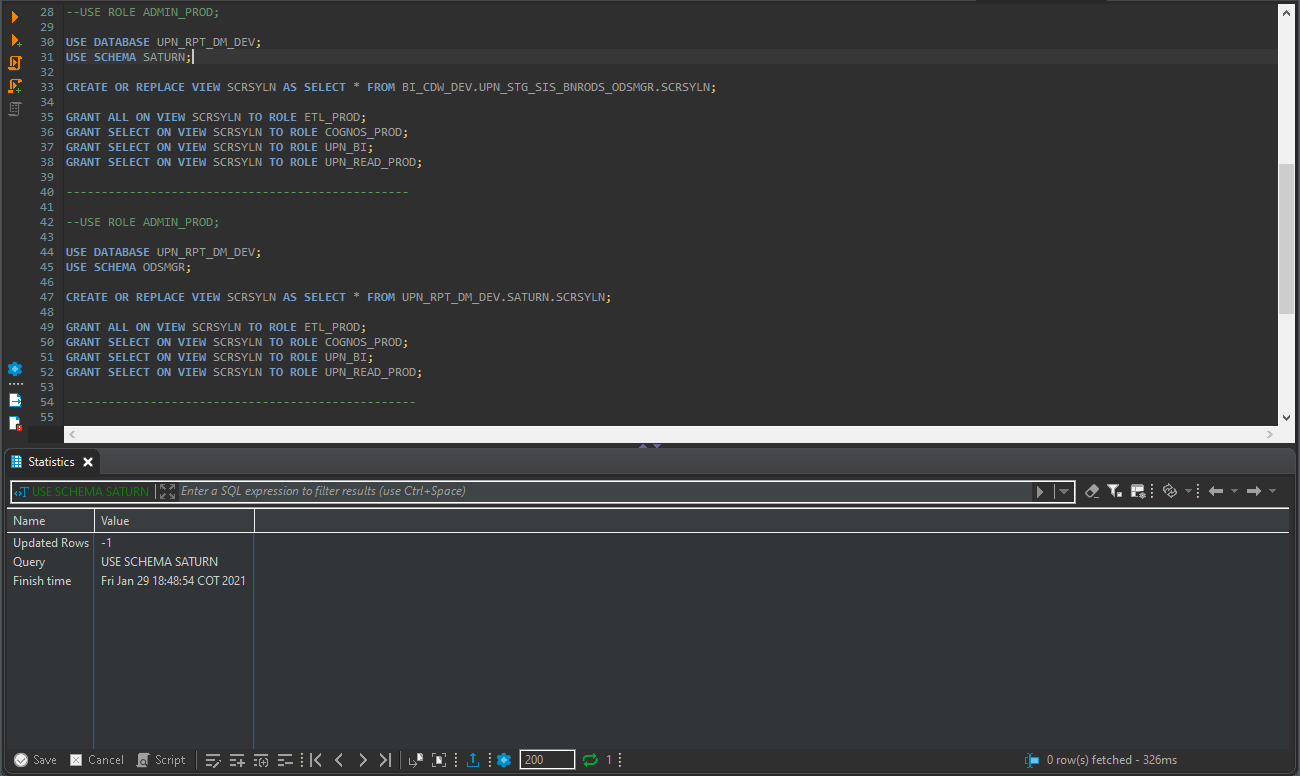 28 --USE ROLE ADMIN_PROD;
29
30 USE DATABASE UPN_RPT_DM_DEV;
31 USE SCHEMA SATURN;
32
33 CREATE OR REPLACE VIEW SCRSYLN AS SELECT * FROM BI_CDW_DEV.UPN_STG_SIS_BNRODS_ODSMGR.SCRSYLN;
34
35 GRANT ALL ON VIEW SCRSYLN TO ROLE ETL_PROD;
36 GRANT SELECT ON VIEW SCRSYLN TO ROLE COGNOS_PROD;
37 GRANT SELECT ON VIEW SCRSYLN TO ROLE UPN_BI;
38 GRANT SELECT ON VIEW SCRSYLN TO ROLE UPN_READ_PROD;
39
40 -------------------------------------------------
41
42 --USE ROLE ADMIN_PROD;
43
44 USE DATABASE UPN_RPT_DM_DEV;
45 USE SCHEMA ODSMGR;
46
47 CREATE OR REPLACE VIEW SCRSYLN AS SELECT * FROM UPN_RPT_DM_DEV.SATURN.SCRSYLN;
48
49 GRANT ALL ON VIEW SCRSYLN TO ROLE ETL_PROD;
50 GRANT SELECT ON VIEW SCRSYLN TO ROLE COGNOS_PROD;
51 GRANT SELECT ON VIEW SCRSYLN TO ROLE UPN_BI;
52 GRANT SELECT ON VIEW SCRSYLN TO ROLE UPN_READ_PROD;
53
54 --------------------------------------------------
55
Statistics
USE SCHEMA SATURN Enter a SQL expression to filter results (use Ctrl+Space)
Name Value
Updated Rows -1
Query USE SCHEMA SATURN
Finish time Fri Jan 29 18:48:54 COT 2021
Save Cancel Script 200 1 0 row(s) fetched - 326ms